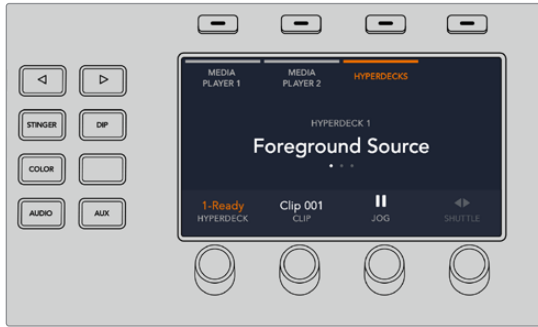 MEDIA
PLAYER 1
MEDIA
PLAYER 2
HYPERDECKS
STINGER
DIP
HYPERDECK 1
Foreground Source
COLOR
AUDIO
AUX
1-Ready
HYPERDECK
Clip 001
CLIP
JOG
SHUTTLE